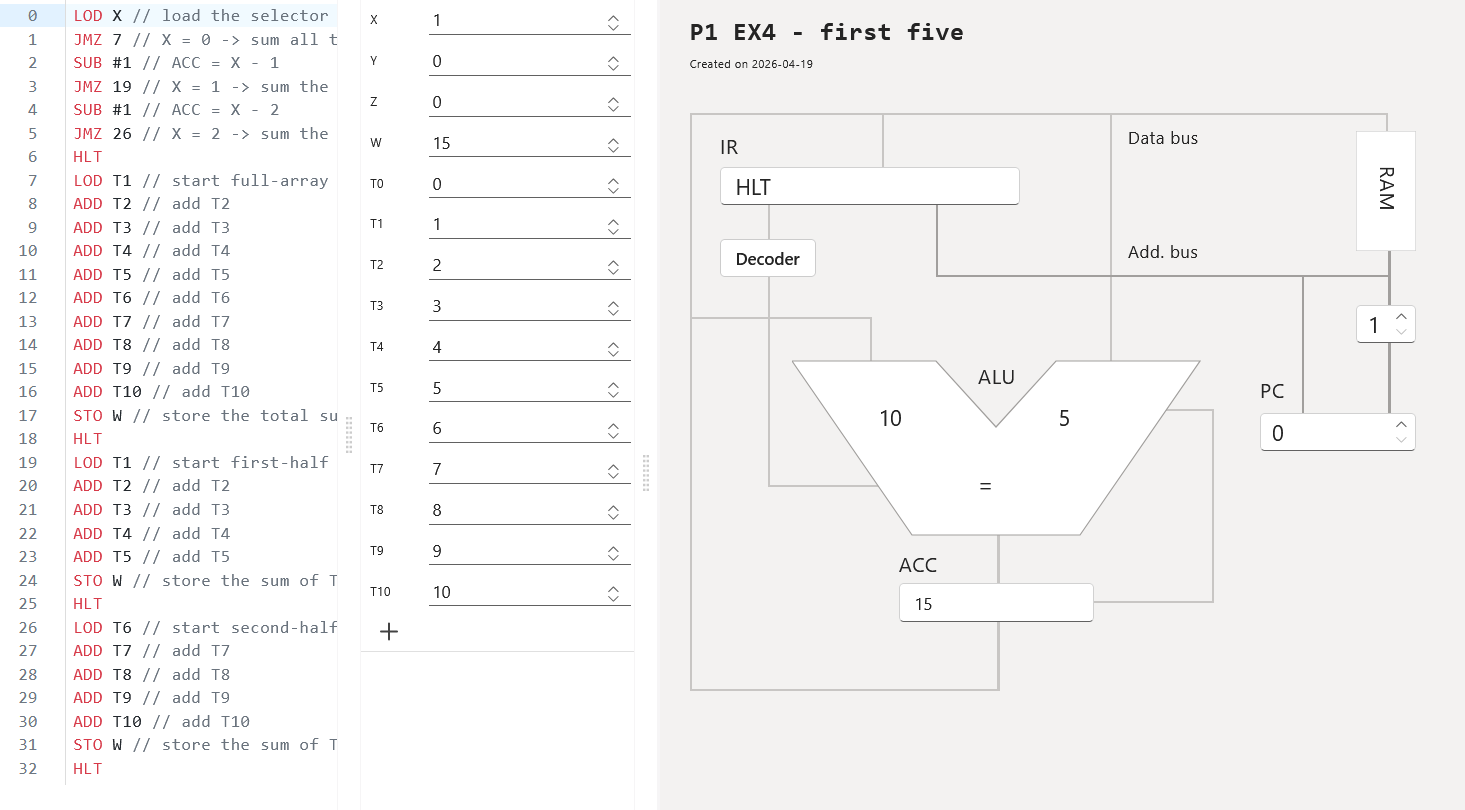 0 LOD X // load the selector
1 JMZ 7 // X = 0 -> sum all t
2 SUB #1 // ACC = X - 1
3 JMZ 19 // X = 1 -> sum the
4 SUB #1 // ACC = X - 2
5 JMZ 26 // X = 2 -> sum the
6 HLT
7 LOD T1 // start full-array
8 ADD T2 // add T2
9 ADD T3 // add T3
10 ADD T4 // add T4
11 ADD T5 // add T5
12 ADD T6 // add T6
13 ADD T7 // add T7
14 ADD T8 // add T8
15 ADD T9 // add T9
16 ADD T10 // add T10
17 STO W // store the total su
18 HLT
19 LOD T1 // start first-half
20 ADD T2 // add T2
21 ADD T3 // add T3
22 ADD T4 // add T4
23 ADD T5 // add T5
24 STO W // store the sum of T
25 HLT
26 LOD T6 // start second-half
27 ADD T7 // add T7
28 ADD T8 // add T8
29 ADD T9 // add T9
30 ADD T10 // add T10
31 STO W // store the sum of T
32 HLT
X 1
Y 0
Z 0
W 15
T0 0
T1 1
T2 2
T3 3
T4 4
T5 5
T6 6
T7 7
T8 8
T9 9
T10 10
P1 EX4 - first five
Created on 2026-04-19
Data bus
IR
HLT
RAM
Decoder
Add. bus
1
ALU
PC
10 5
0
=
ACC
15